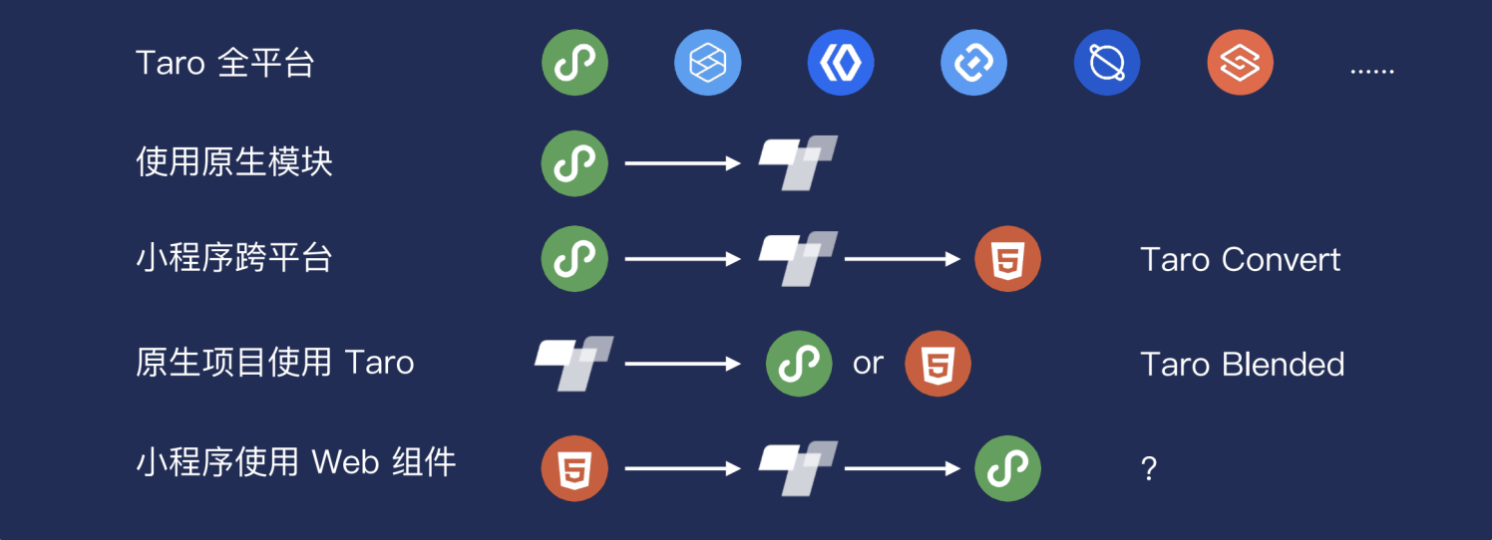 Taro 全平台 ......
使用原生模块
小程序跨平台 Taro Convert
原生项目使用 Taro or Taro Blended
小程序使用 Web 组件 ?